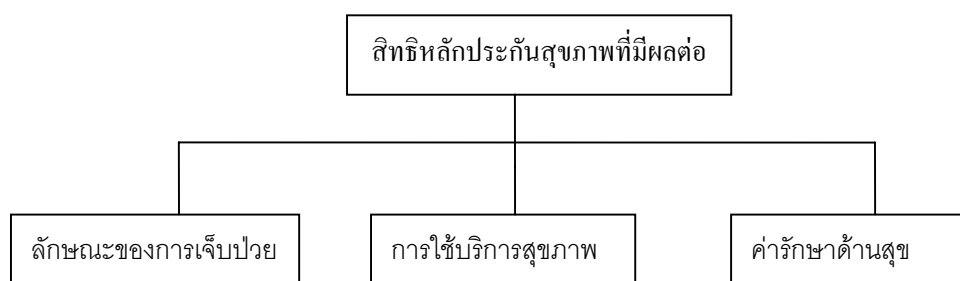 สิทธิหลักประกันสุขภาพที่มีผลต่อ
ลักษณะของการเจ็บป่วย
การใช้บริการสุขภาพ
ค่ารักษาด้านสุข